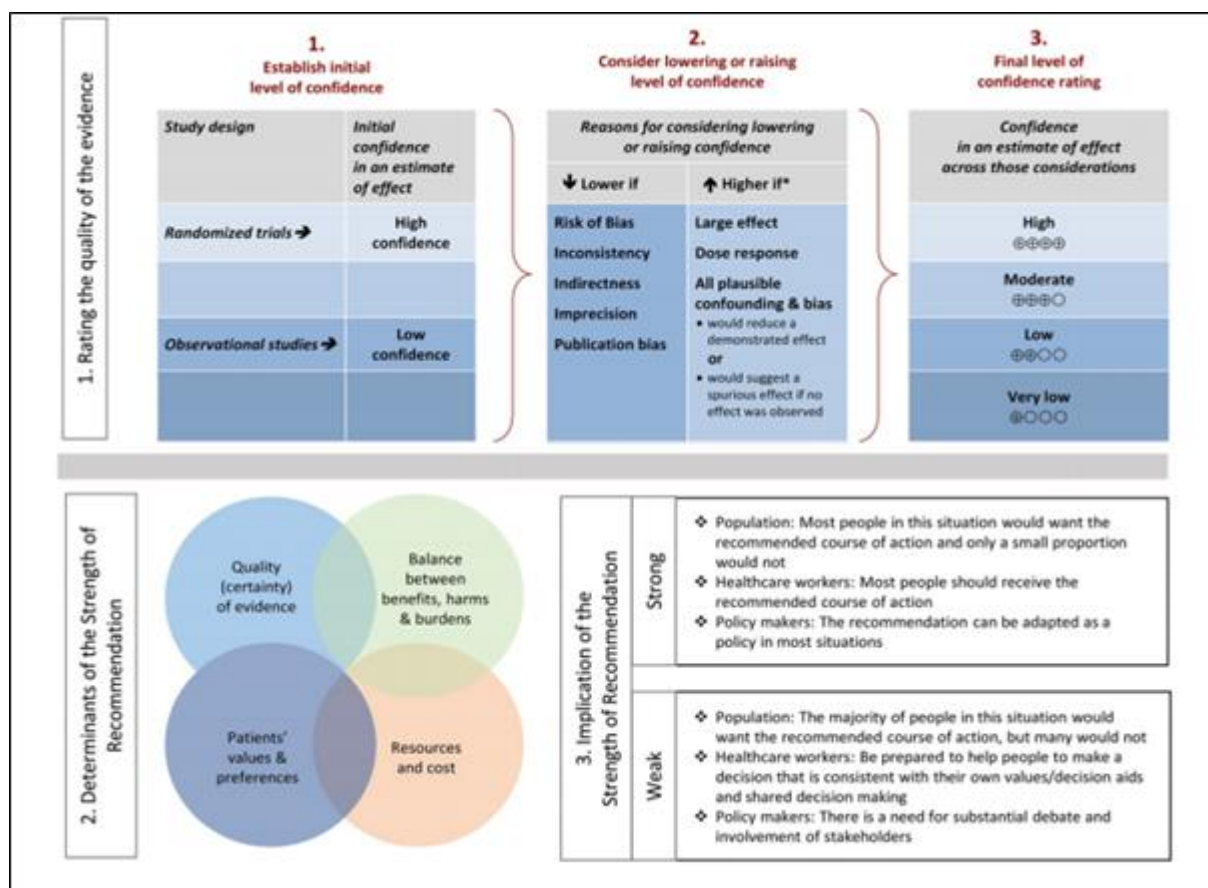 1. Rating the quality of the evidence
1.
Establish initial
level of confidence
2.
Consider lowering or raising
level of confidence
3.
Final level of
confidence rating
Study design
Initial
confidence
in an estimate
of effect
Randomized trials ➔
High
confidence
Observational studies ➔
Low
confidence
Reasons for considering lowering
or raising confidence
🡇 Lower if
🡅 Higher if*
Risk of Bias
Inconsistency
Indirectness
Imprecision
Publication bias
Large effect
Dose response
All plausible
confounding & bias
• would reduce a
demonstrated effect
or
• would suggest a
spurious effect if no
effect was observed
Confidence
in an estimate of effect
across those considerations
High
⊕⊕⊕⊕
Moderate
⊕⊕⊕○
Low
⊕⊕○○
Very low
⊕○○○
2. Determinants of the Strength of
Recommendation
Quality
(certainty)
of evidence
Balance
between
benefits, harms
& burdens
Patients'
values &
preferences
Resources
and cost
3. Implication of the
Strength of Recommendation
Strong
❖ Population: Most people in this situation would want the
recommended course of action and only a small proportion
would not
❖ Healthcare workers: Most people should receive the
recommended course of action
❖ Policy makers: The recommendation can be adapted as a
policy in most situations
Weak
❖ Population: The majority of people in this situation would
want the recommended course of action, but many would not
❖ Healthcare workers: Be prepared to help people to make a
decision that is consistent with their own values/decision aids
and shared decision making
❖ Policy makers: There is a need for substantial debate and
involvement of stakeholders